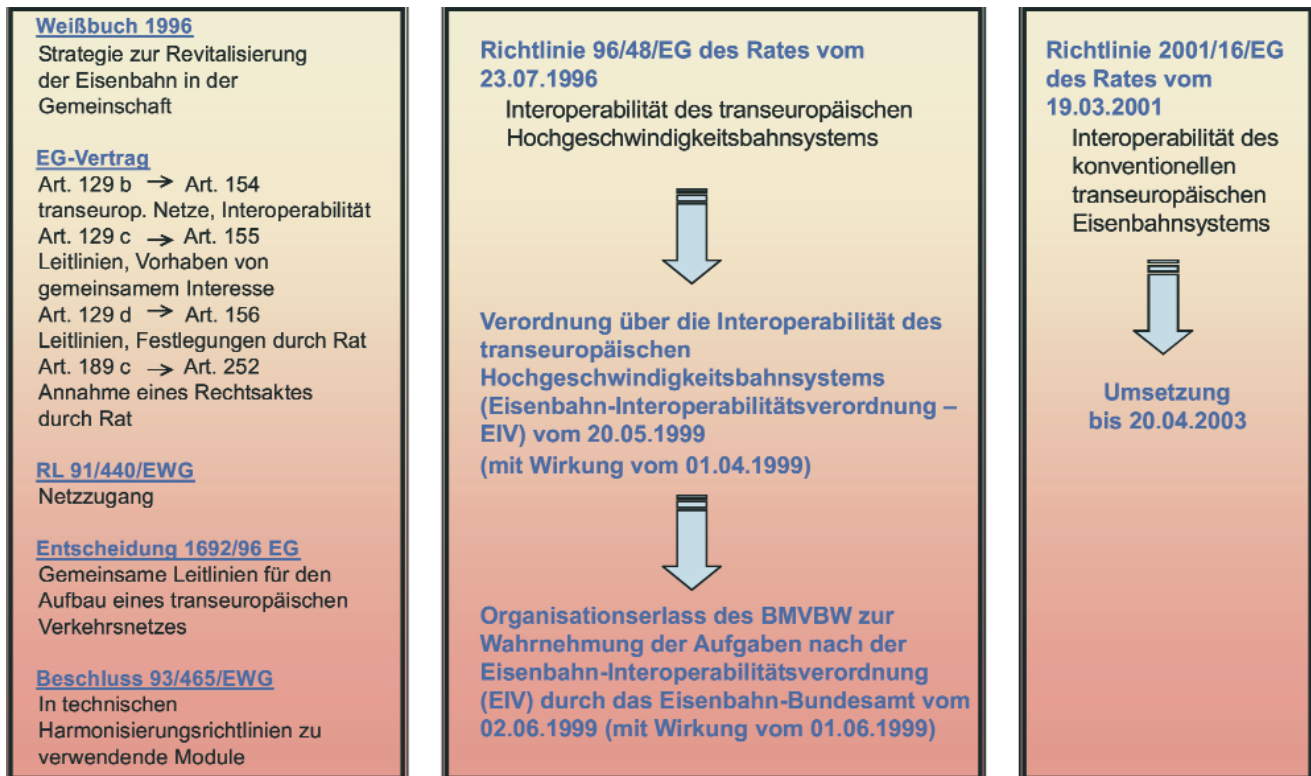 Weißbuch 1996
Strategie zur Revitalisierung
der Eisenbahn in der
Gemeinschaft
EG-Vertrag
Art. 129 b → Art. 154
transeurop. Netze, Interoperabilität
Art. 129 c → Art. 155
Leitlinien, Vorhaben von
gemeinsamem Interesse
Art. 129 d → Art. 156
Leitlinien, Festlegungen durch Rat
Art. 189 c → Art. 252
Annahme eines Rechtsaktes
durch Rat
RL 91/440/EWG
Netzzugang
Entscheidung 1692/96 EG
Gemeinsame Leitlinien für den
Aufbau eines transeuropäischen
Verkehrsnetzes
Beschluss 93/465/EWG
In technischen
Harmonisierungsrichtlinien zu
verwendende Module
Richtlinie 96/48/EG des Rates vom
23.07.1996
Interoperabilität des transeuropäischen
Hochgeschwindigkeitsbahnsystems
Verordnung über die Interoperabilität des
transeuropäischen
Hochgeschwindigkeitsbahnsystems
(Eisenbahn-Interoperabilitätsverordnung –
EIV) vom 20.05.1999
(mit Wirkung vom 01.04.1999)
Organisationserlass des BMVBW zur
Wahrnehmung der Aufgaben nach der
Eisenbahn-Interoperabilitätsverordnung
(EIV) durch das Eisenbahn-Bundesamt vom
02.06.1999 (mit Wirkung vom 01.06.1999)
Richtlinie 2001/16/EG
des Rates vom
19.03.2001
Interoperabilität des
konventionellen
transeuropäischen
Eisenbahnsystems
Umsetzung
bis 20.04.2003